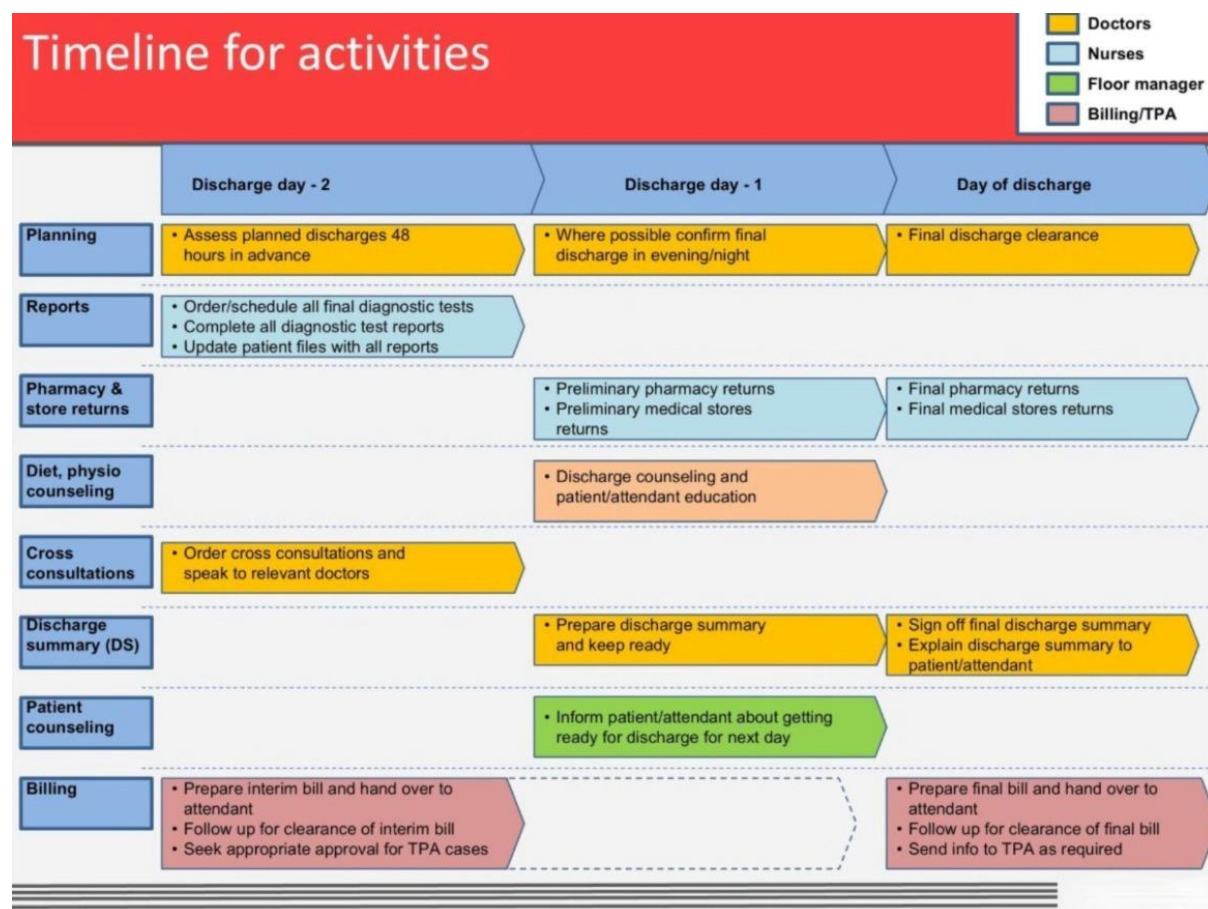 Timeline for activities
Doctors
Nurses
Floor manager
Billing/TPA
Discharge day - 2
Discharge day - 1
Day of discharge
Planning
• Assess planned discharges 48
hours in advance
• Where possible confirm final
discharge in evening/night
• Final discharge clearance
Reports
• Order/schedule all final diagnostic tests
• Complete all diagnostic test reports
• Update patient files with all reports
Pharmacy &
store returns
• Preliminary pharmacy returns
• Preliminary medical stores
returns
• Final pharmacy returns
• Final medical stores returns
Diet, physio
counseling
• Discharge counseling and
patient/attendant education
Cross
consultations
• Order cross consultations and
speak to relevant doctors
Discharge
summary (DS)
• Prepare discharge summary
and keep ready
• Sign off final discharge summary
• Explain discharge summary to
patient/attendant
Patient
counseling
• Inform patient/attendant about getting
ready for discharge for next day
Billing
• Prepare interim bill and hand over to
attendant
• Follow up for clearance of interim bill
• Seek appropriate approval for TPA cases
• Prepare final bill and hand over to
attendant
• Follow up for clearance of final bill
• Send info to TPA as required